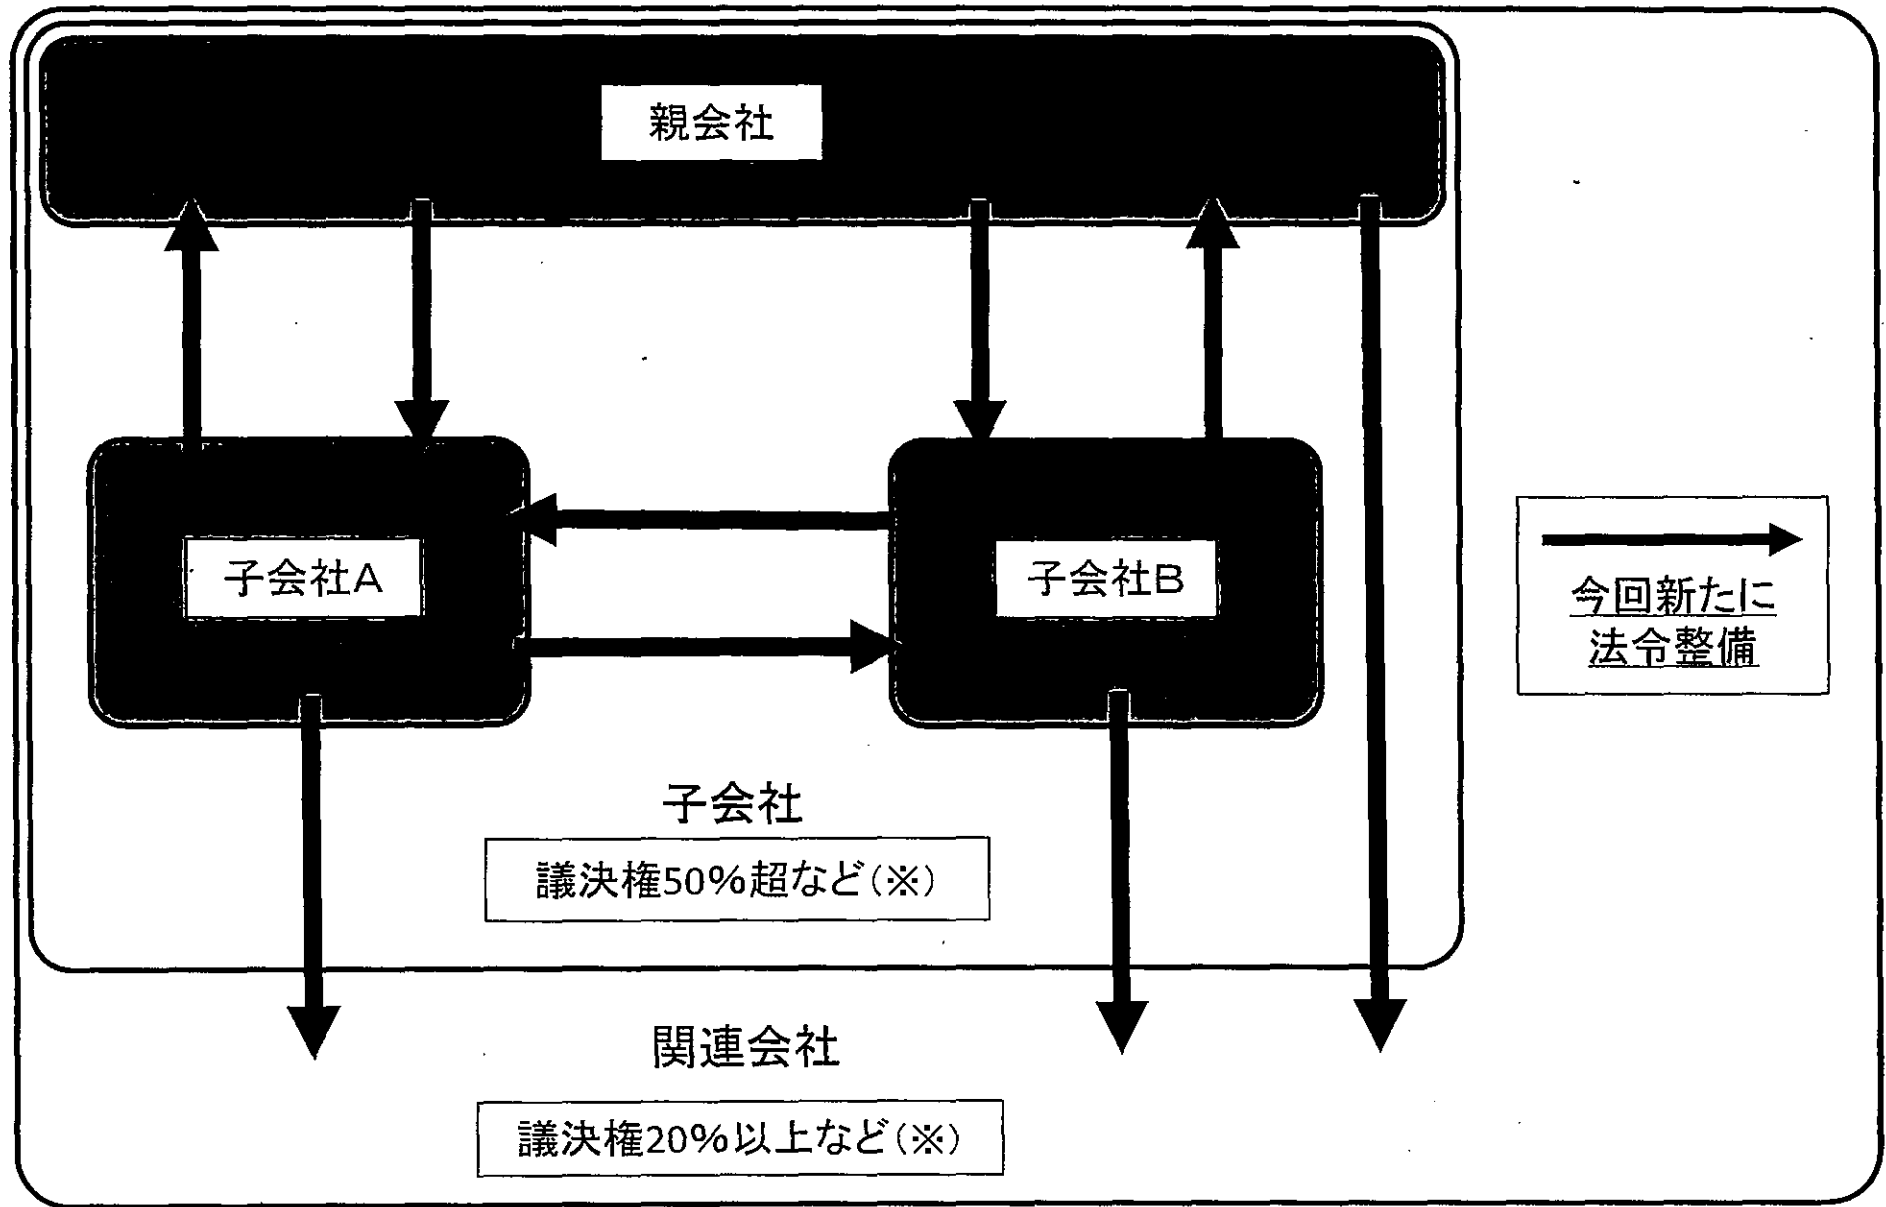 親会社
子会社A
子会社B
今回新たに
法令整備
子会社
議決権50%超など(※)
関連会社
議決権20%以上など(※)